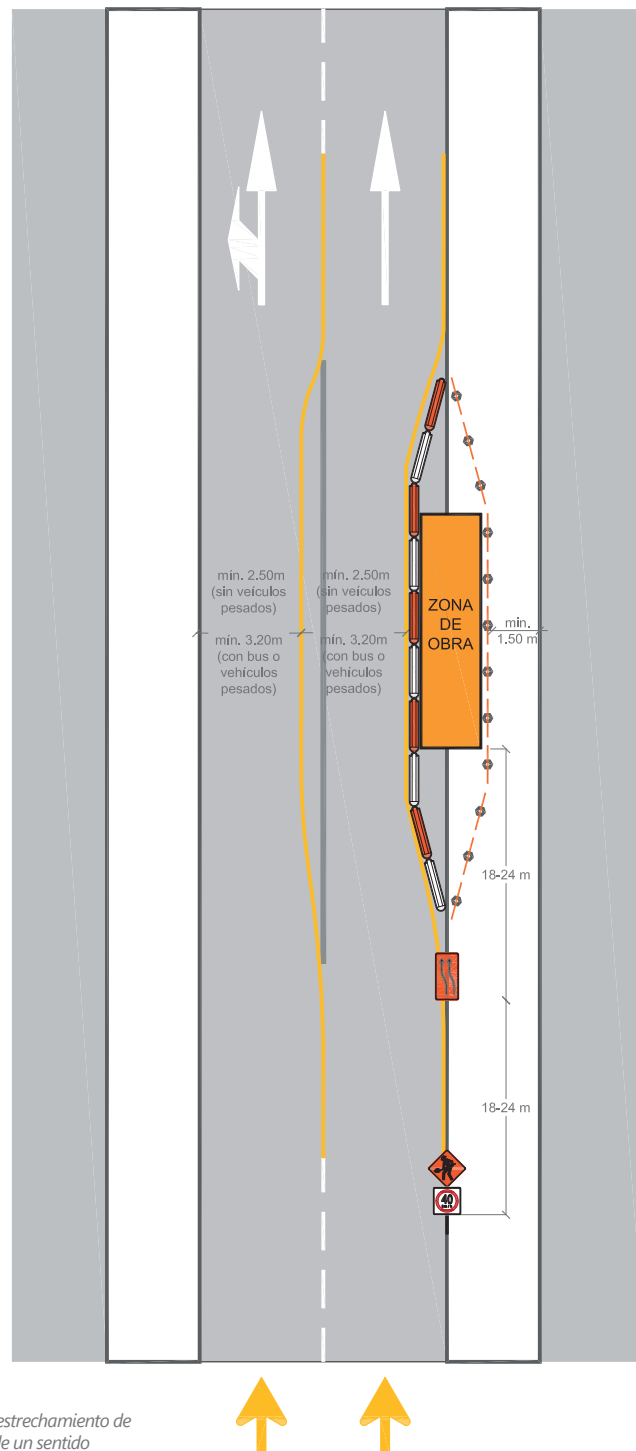 mín. 2.50m
(sin veículos
pesados)
mín. 3.20m
(con bus o
vehículos
pesados)
mín. 2.50m
(sin veículos
pesados)
mín. 3.20m
(con bus o
vehículos
pesados)
ZONA
DE
OBRA
min.
1.50 m
18-24 m
18-24 m
40
estrechamiento de
de un sentido